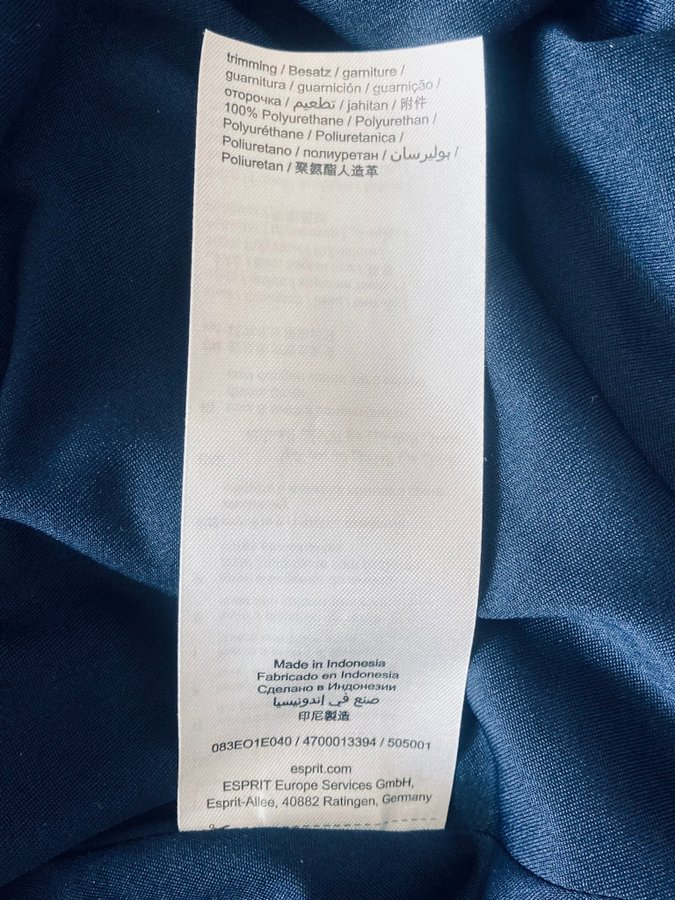 trimming / Besatz / garniture /
guarnitura / guarnición / guarnição /
оторочка / تطعيم / jahitan / 附件
100% Polyurethane / Polyurethan /
Polyuréthane / Poliuretanica /
Poliuretano / полиуретан / بوليرسان /
Poliuretan / 聚氨酯人造革
Made in Indonesia
Fabricado en Indonesia
Сделано в Индонезии
صنع في إندونيسيا
印尼製造
083EO1E040 / 4700013394 / 505001
esprit.com
ESPRIT Europe Services GmbH,
Esprit-Allee, 40882 Ratingen, Germany